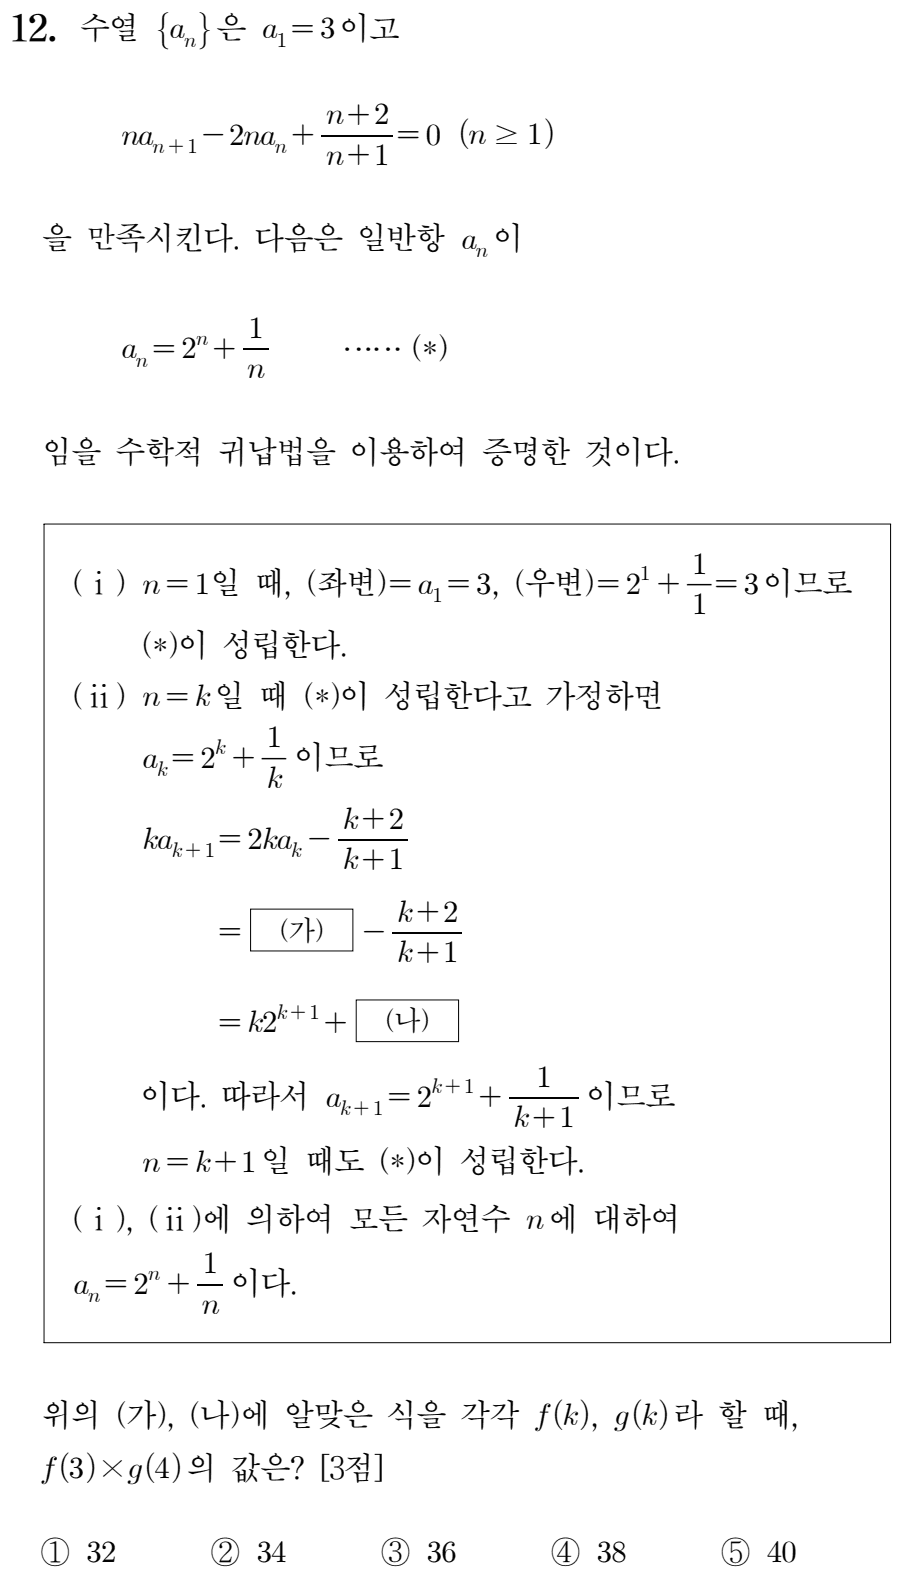 12. 수열 {aₙ}은 a₁=3이고
naₙ₊₁−2naₙ+(n+2)/(n+1)=0 (n≥1)
을 만족시킨다. 다음은 일반항 aₙ이
aₙ=2ⁿ+1/n ⋯⋯ (*)
임을 수학적 귀납법을 이용하여 증명한 것이다.
(ⅰ) n=1일 때, (좌변)=a₁=3, (우변)=2¹+1/1=3이므로
(*)이 성립한다.
(ⅱ) n=k일 때 (*)이 성립한다고 가정하면
aₖ=2ᵏ+1/k 이므로
kaₖ₊₁=2kaₖ−(k+2)/(k+1)
= (가) −(k+2)/(k+1)
=k2ᵏ⁺¹+ (나)
이다. 따라서 aₖ₊₁=2ᵏ⁺¹+1/(k+1) 이므로
n=k+1일 때도 (*)이 성립한다.
(ⅰ), (ⅱ)에 의하여 모든 자연수 n에 대하여
aₙ=2ⁿ+1/n 이다.
위의 (가), (나)에 알맞은 식을 각각 f(k), g(k)라 할 때,
f(3)×g(4)의 값은? [3점]
① 32 ② 34 ③ 36 ④ 38 ⑤ 40